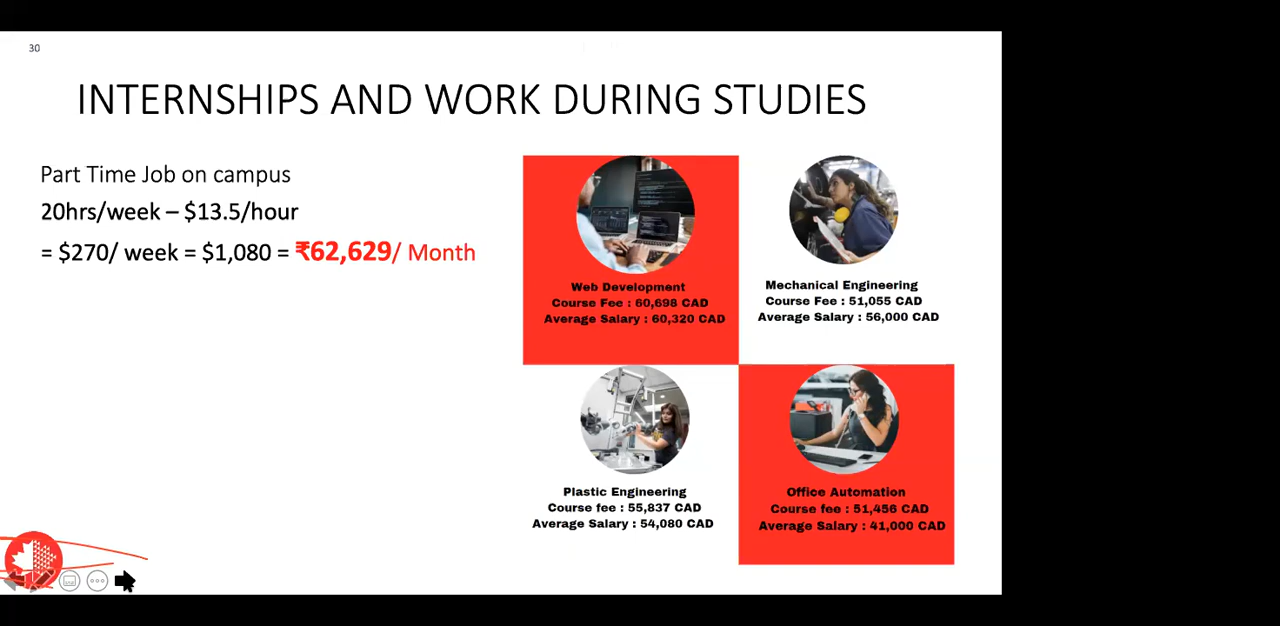 30
INTERNSHIPS AND WORK DURING STUDIES
Part Time Job on campus
20hrs/week – $13.5/hour
= $270/ week = $1,080 = ₹62,629/ Month
Web Development
Course Fee : 60,698 CAD
Average Salary : 60,320 CAD
Mechanical Engineering
Course Fee : 51,055 CAD
Average Salary : 56,000 CAD
Plastic Engineering
Course fee : 55,837 CAD
Average Salary : 54,080 CAD
Office Automation
Course fee : 51,456 CAD
Average Salary : 41,000 CAD